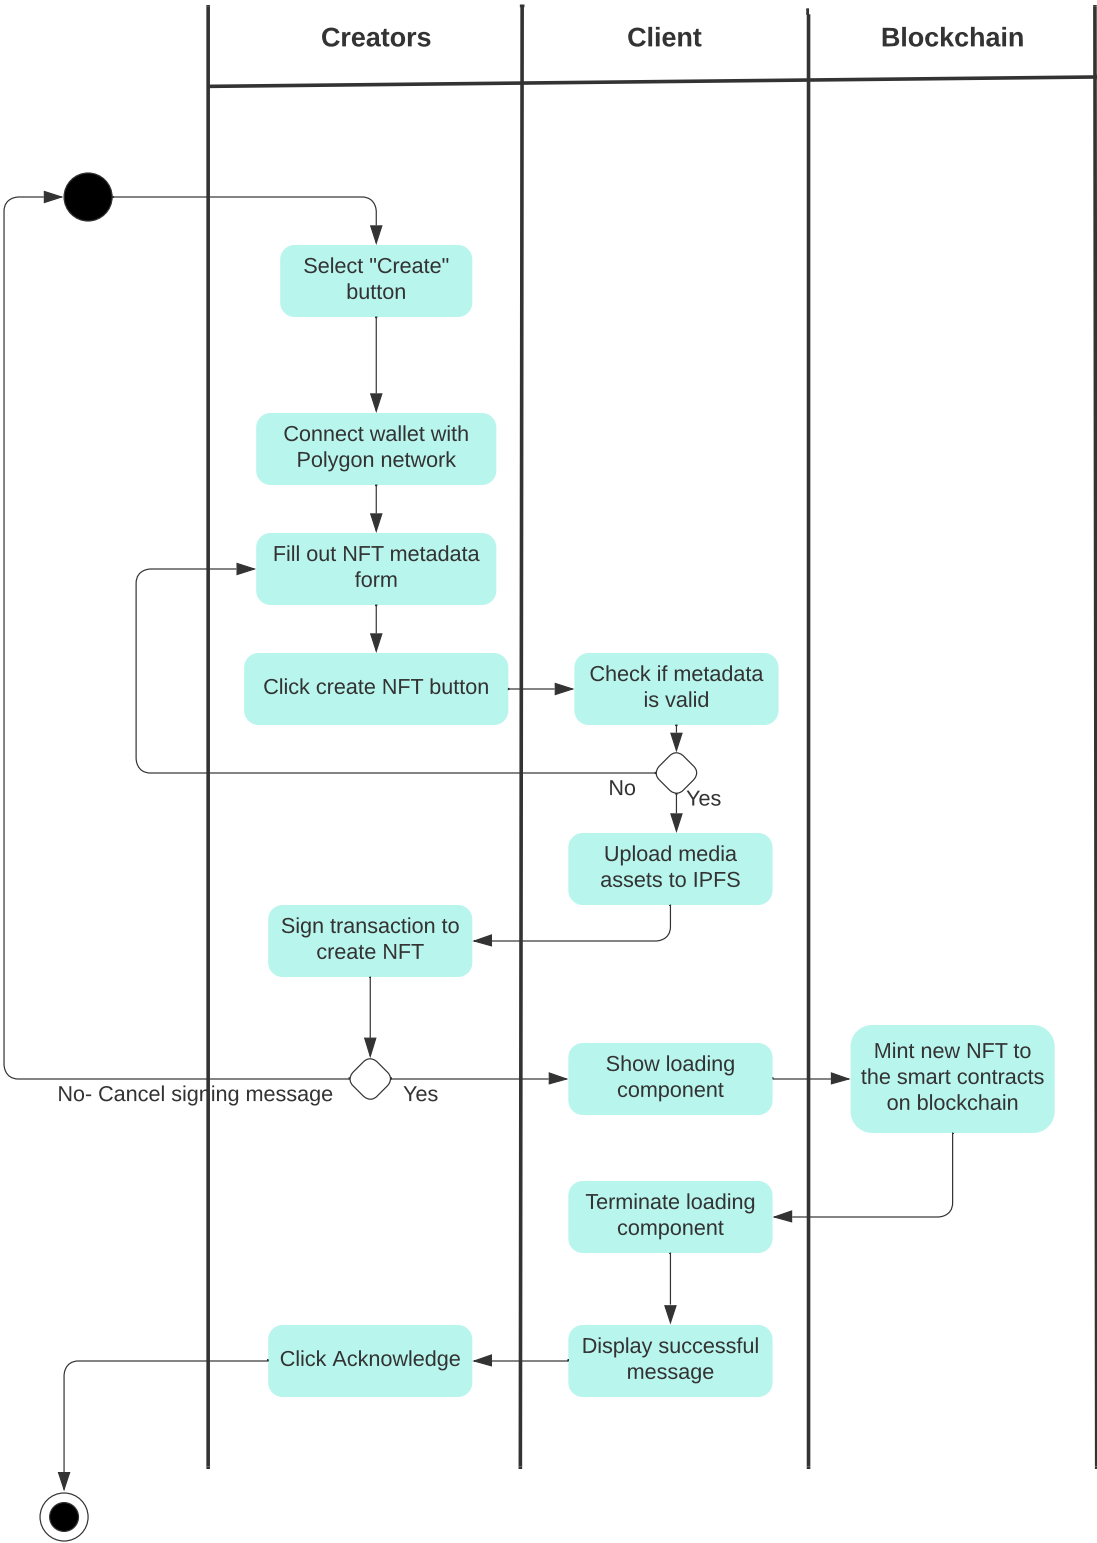 Creators
Client
Blockchain
Select "Create"
button
Connect wallet with
Polygon network
Fill out NFT metadata
form
Click create NFT button
Check if metadata
is valid
No
Yes
Upload media
assets to IPFS
Sign transaction to
create NFT
No- Cancel signing message
Yes
Show loading
component
Mint new NFT to
the smart contracts
on blockchain
Terminate loading
component
Display successful
message
Click Acknowledge